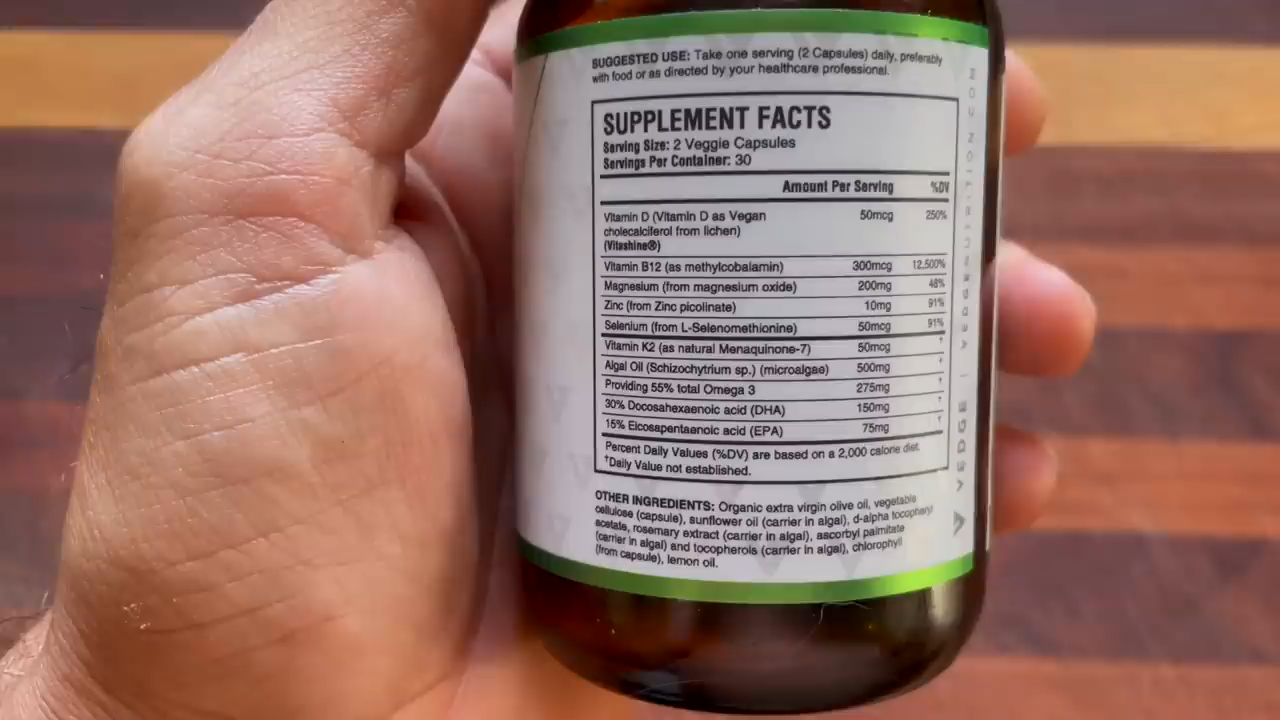 SUGGESTED USE: Take one serving (2 Capsules) daily, preferably
with food or as directed by your healthcare professional.
SUPPLEMENT FACTS
Serving Size: 2 Veggie Capsules
Servings Per Container: 30
Amount Per Serving %DV
Vitamin D (Vitamin D as Vegan 50mcg 250%
cholecalciferol from lichen)
(Vitashine®)
Vitamin B12 (as methylcobalamin) 300mcg 12,500%
Magnesium (from magnesium oxide) 200mg 48%
Zinc (from Zinc picolinate) 10mg 91%
Selenium (from L-Selenomethionine) 50mcg 91%
Vitamin K2 (as natural Menaquinone-7) 50mcg †
Algal Oil (Schizochytrium sp.) (microalgae) 500mg †
Providing 55% total Omega 3 275mg †
30% Docosahexaenoic acid (DHA) 150mg †
15% Eicosapentaenoic acid (EPA) 75mg †
Percent Daily Values (%DV) are based on a 2,000 calorie diet.
†Daily Value not established.
OTHER INGREDIENTS: Organic extra virgin olive oil, vegetable
cellulose (capsule), sunflower oil (carrier in algal), d-alpha tocopheryl
acetate, rosemary extract (carrier in algal), ascorbyl palmitate
(carrier in algal) and tocopherols (carrier in algal), chlorophyll
(from capsule), lemon oil.
VEDGE | VEDGENUTRITION.COM